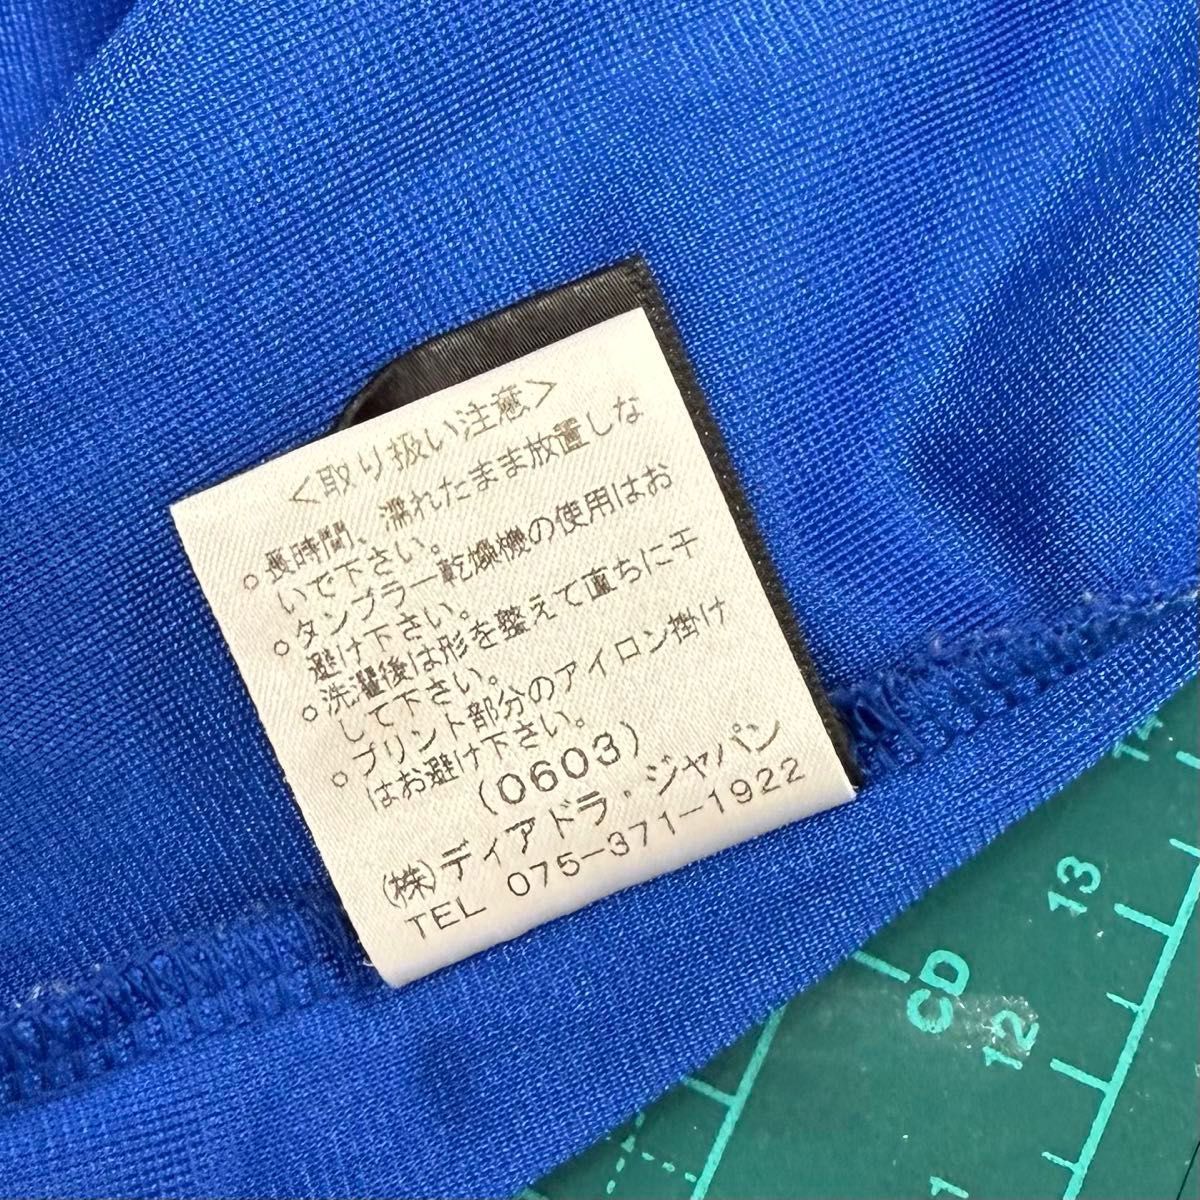 <取り扱い注意>
○長時間、濡れたまま放置しな
いで下さい。
○タンブラー乾燥機の使用はお
避け下さい。
○洗濯後は形を整えて直ちに干
して下さい。
○プリント部分のアイロン掛け
はお避け下さい。
(0603)
(株)ディアドラ・ジャパン
TEL 075-371-1922
14
13
CD
12